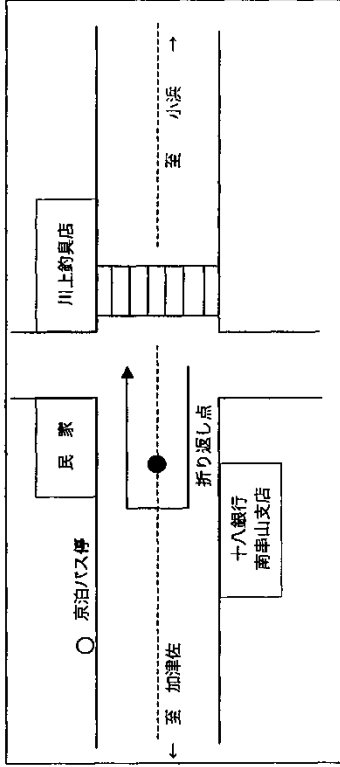 京泊バス停
民家
川上釣具店
← 至 加津佐
至 小浜 →
折り返し点
十八銀行
南串山支店